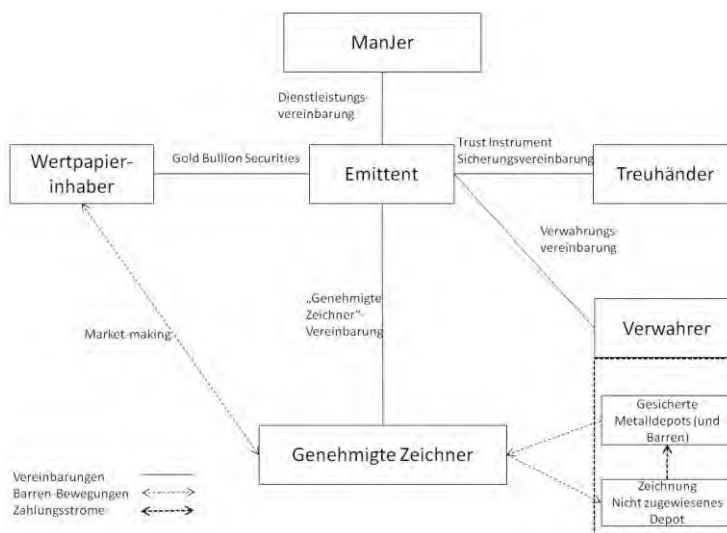 ManJer
Dienstleistungs-
vereinbarung
Wertpapier-
inhaber
Gold Bullion Securities
Emittent
Trust Instrument
Sicherungsvereinbarung
Treuhänder
Verwahrungs-
vereinbarung
„Genehmigte
Zeichner“-
Vereinbarung
Market-making
Verwahrer
Gesicherte
Metalldepots (und
Barren)
Genehmigte Zeichner
Zeichnung
Nicht zugewiesenes
Depot
Vereinbarungen
Barren-Bewegungen
Zahlungsströme